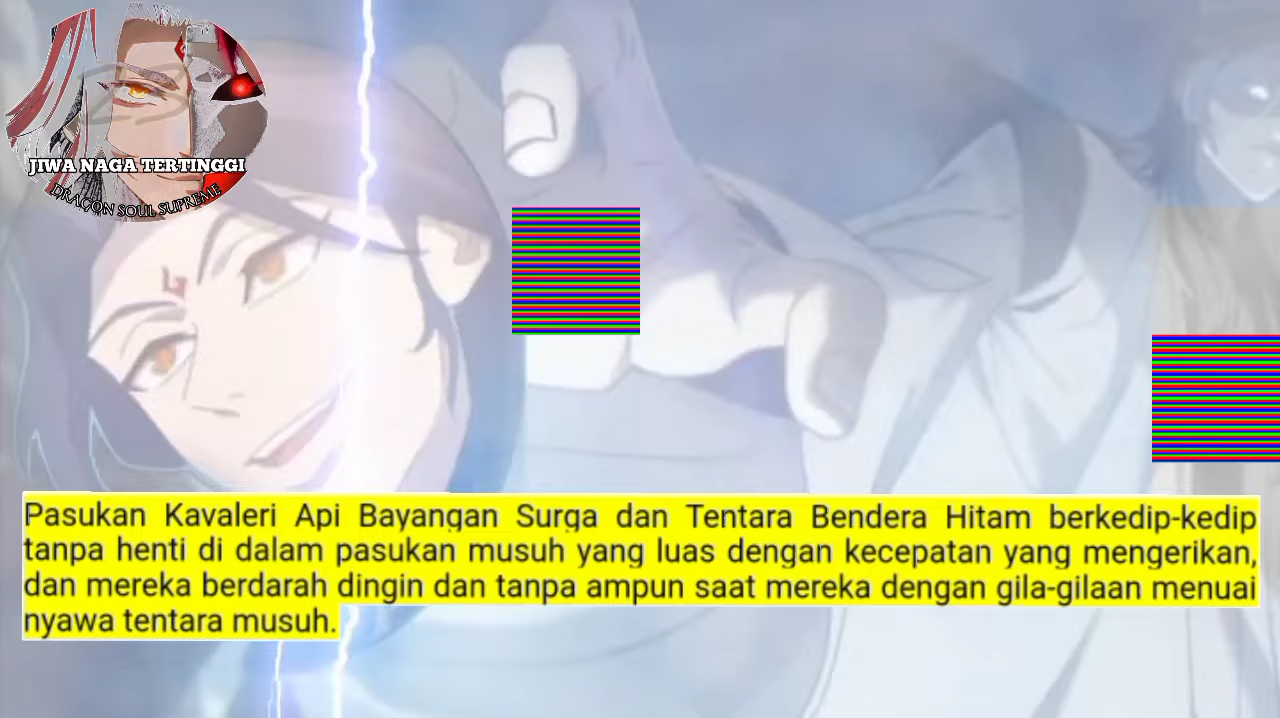 JIWA NAGA TERTINGGI
DRAGON SOUL SUPREME
Pasukan Kavaleri Api Bayangan Surga dan Tentara Bendera Hitam berkedip-kedip
tanpa henti di dalam pasukan musuh yang luas dengan kecepatan yang mengerikan,
dan mereka berdarah dingin dan tanpa ampun saat mereka dengan gila-gilaan menuai
nyawa tentara musuh.